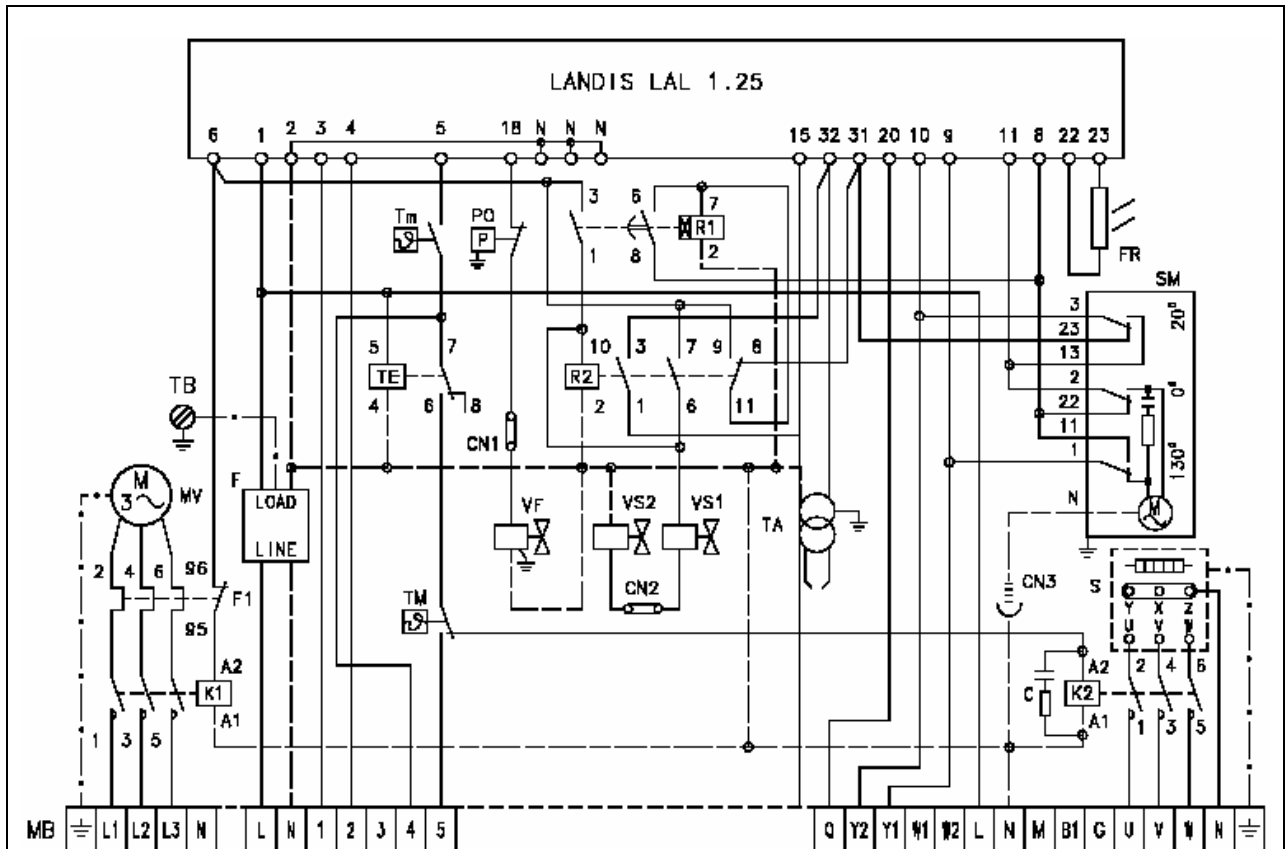 LANDIS LAL 1.25
6 1 2 3 4 5 18 N N N 15 32 31 20 10 9 11 8 22 23
3 6 7
Tm PO P R1
1 8 2 FR
SM
3
23 20°
13
5 7 10 3 7 9 8 2 0°
TE R2 22
TB 4 6 8 2 1 6 11 11
CN1 1 130°
M 3 MV F LOAD VF VS2 VS1 TA N M
LINE
2 4 6 96 F1 TM CN2 CN3 S Y X Z
95 U V W
A2 A2 2 4 6
K1 C K2
A1 A1 1 3 5
1 3 5
MB L1 L2 L3 N L N 1 2 3 4 5 Q Y2 Y1 W1 W2 L N M B1 G U V W N